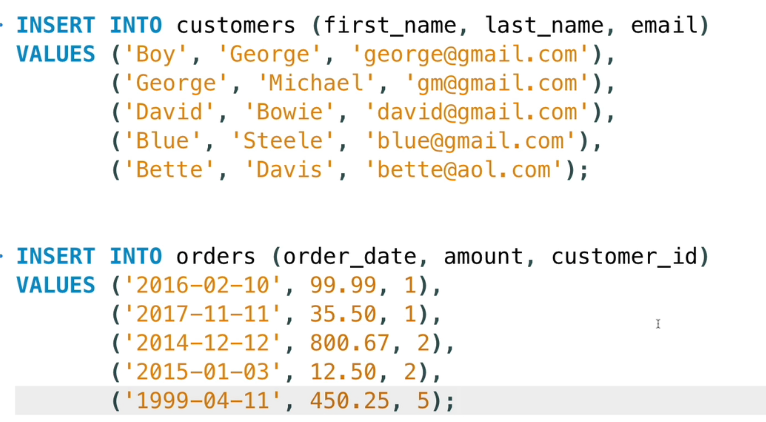 INSERT INTO customers (first_name, last_name, email)
VALUES ('Boy', 'George', 'george@gmail.com'),
('George', 'Michael', 'gm@gmail.com'),
('David', 'Bowie', 'david@gmail.com'),
('Blue', 'Steele', 'blue@gmail.com'),
('Bette', 'Davis', 'bette@aol.com');
INSERT INTO orders (order_date, amount, customer_id)
VALUES ('2016-02-10', 99.99, 1),
('2017-11-11', 35.50, 1),
('2014-12-12', 800.67, 2),
('2015-01-03', 12.50, 2),
('1999-04-11', 450.25, 5);